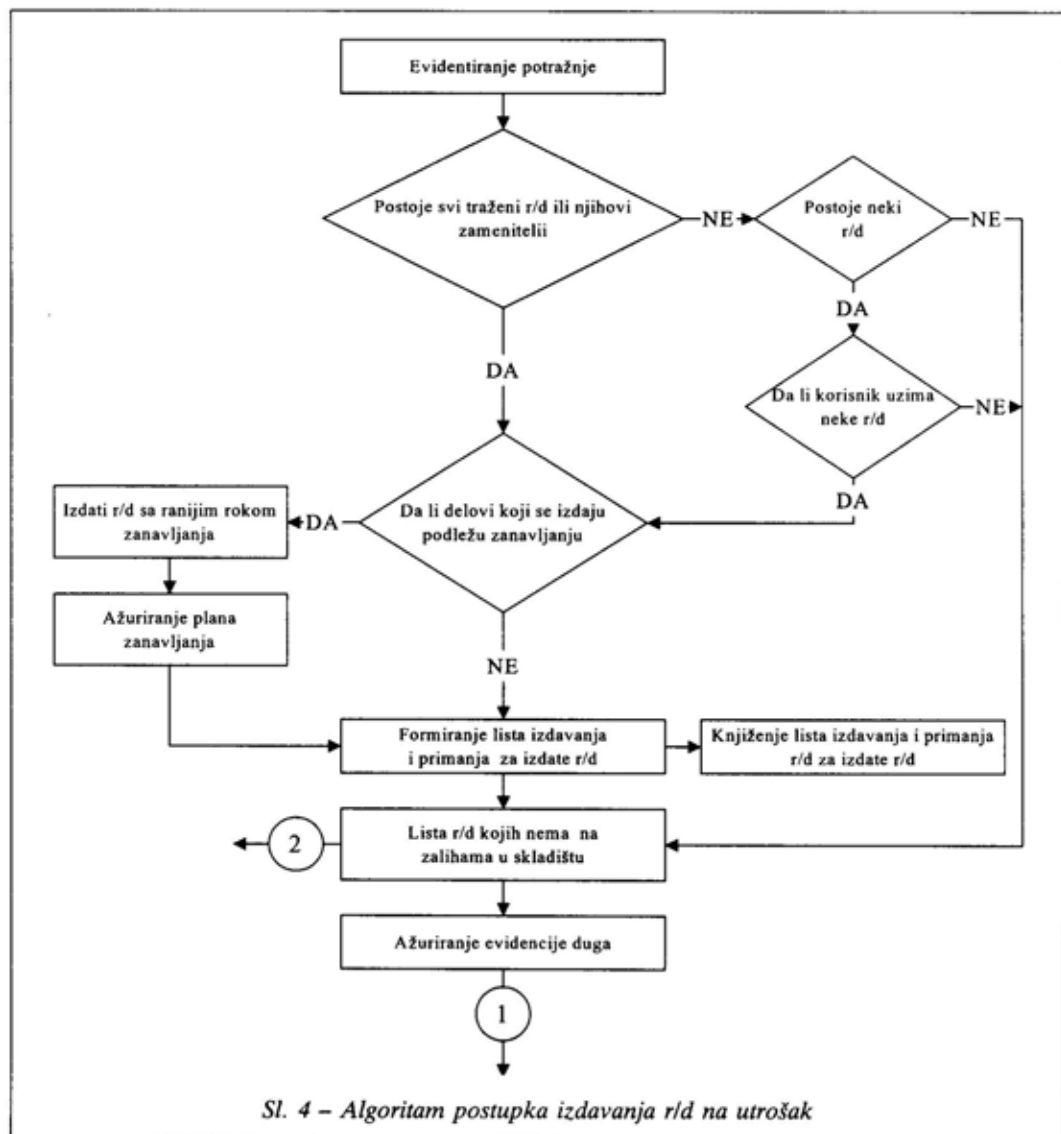 Evidentiranje potražnje
Postoje svi traženi r/d ili njihovi
zamenitelii
NE
Postoje neki
r/d
NE
DA
DA
Da li korisnik uzima
neke r/d
NE
DA
Izdati r/d sa ranijim rokom
zanavljanja
DA
Da li delovi koji se izdaju
podležu zanavljanju
Ažuriranje plana
zanavljanja
NE
Formiranje lista izdavanja
i primanja za izdate r/d
Knjiženje lista izdavanja i primanja
r/d za izdate r/d
2
Lista r/d kojih nema na
zalihama u skladištu
Ažuriranje evidencije duga
1
Sl. 4 – Algoritam postupka izdavanja r/d na utrošak